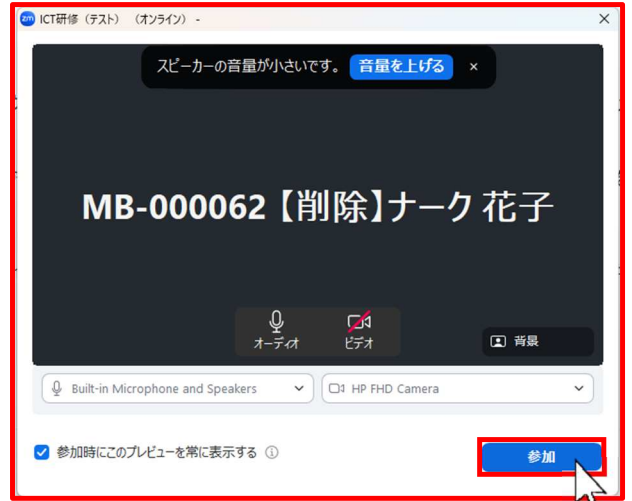 zm ICT研修（テスト）（オンライン） -
スピーカーの音量が小さいです。 音量を上げる ×
MB-000062【削除】ナーク 花子
オーディオ ビデオ 背景
Built-in Microphone and Speakers HP FHD Camera
参加時にこのプレビューを常に表示する
参加